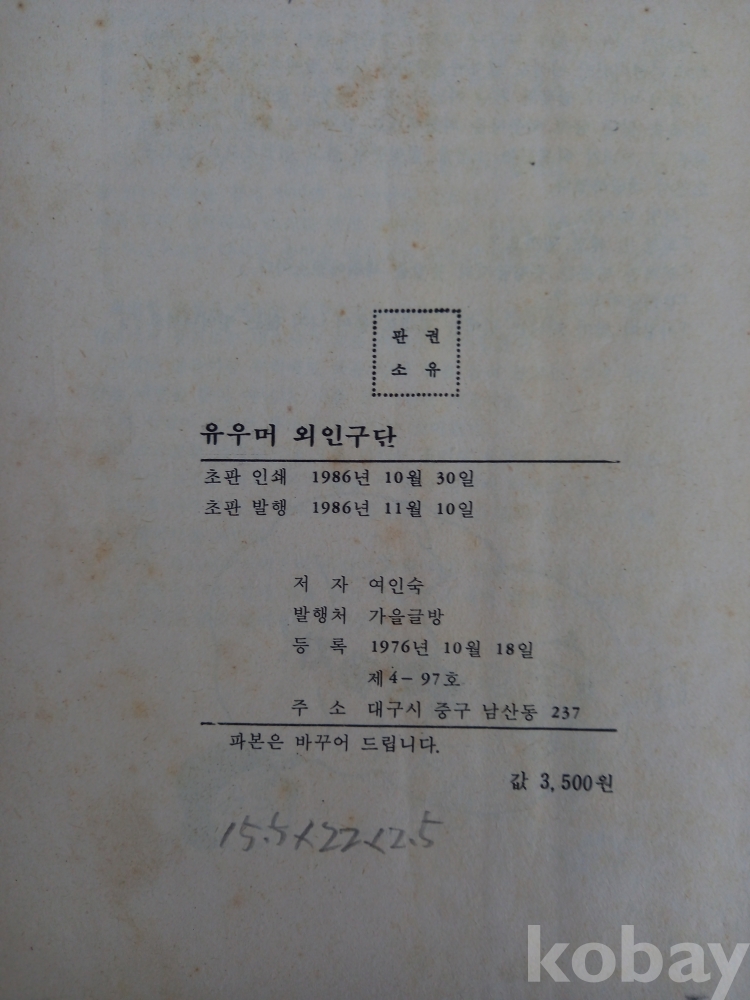 판 권
소 유
유우머 외인구단
초판 인쇄 1986년 10월 30일
초판 발행 1986년 11월 10일
저 자 여인숙
발행처 가을글방
등 록 1976년 10월 18일
제4-97호
주 소 대구시 중구 남산동 237
파본은 바꾸어 드립니다.
값 3,500원
15.5×22×2.5
kobay